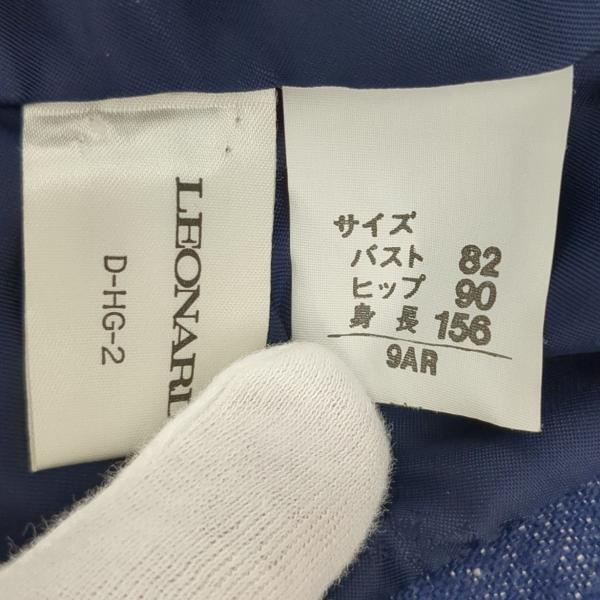 LEONARD
D-HG-2
サイズ
バスト 82
ヒップ 90
身長 156
9AR